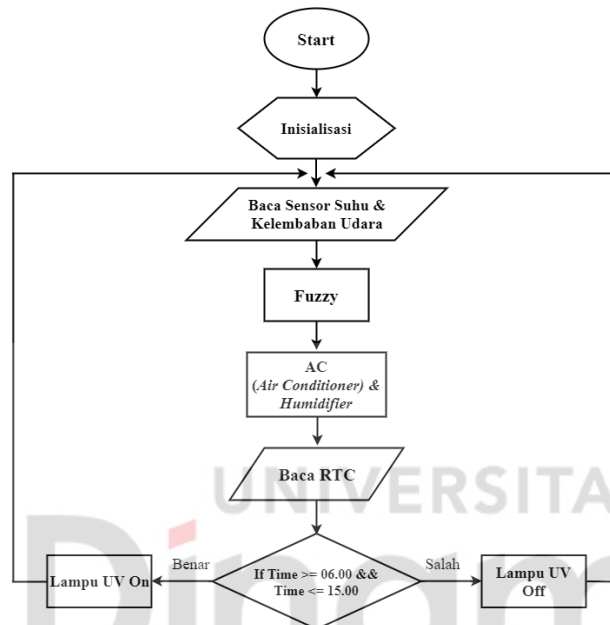 Start
Inisialisasi
Baca Sensor Suhu &
Kelembaban Udara
Fuzzy
AC
(Air Conditioner) &
Humidifier
Baca RTC
UNIVERSITA
Dinam
Benar
If Time >= 06.00 &&
Time <= 15.00
Salah
Lampu UV On
Lampu UV
Off